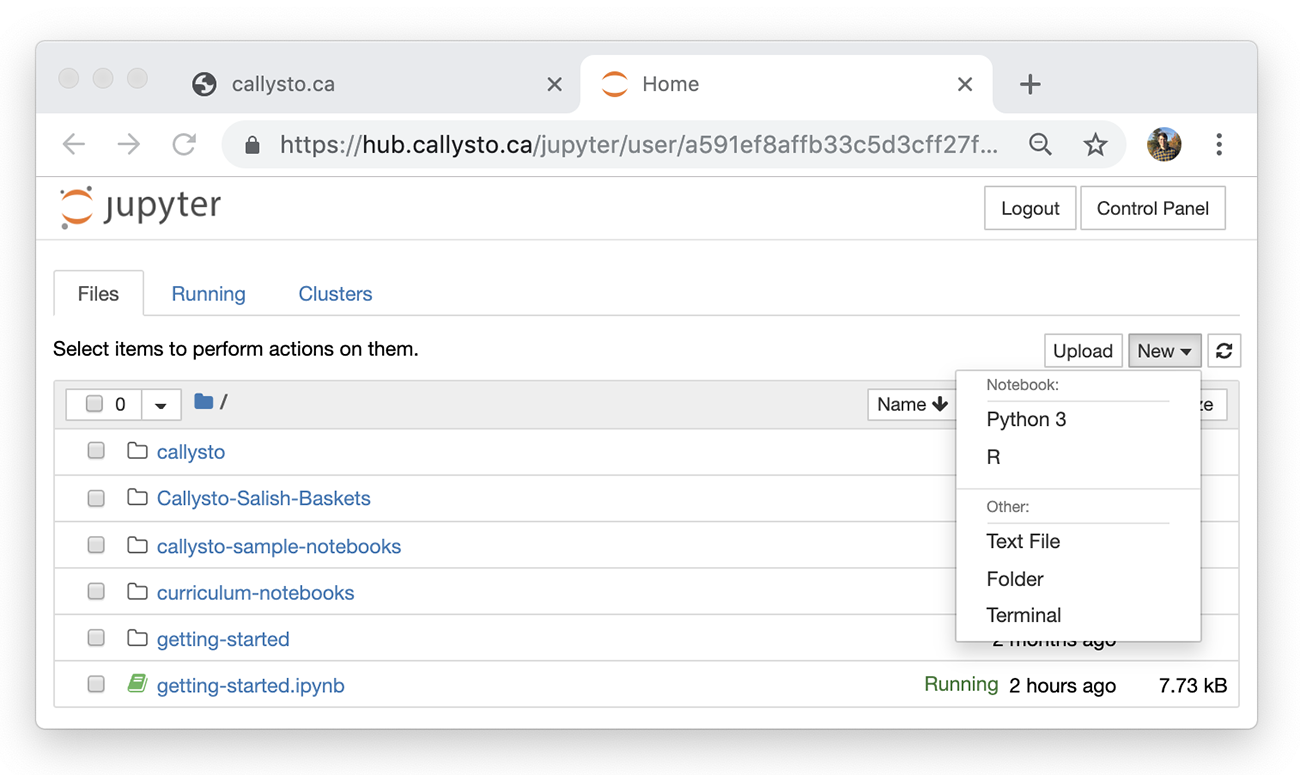 callysto.ca
Home
https://hub.callysto.ca/jupyter/user/a591ef8affb33c5d3cff27f...
jupyter
Logout
Control Panel
Files
Running
Clusters
Select items to perform actions on them.
Upload
New
0
/
Name
ze
Notebook:
Python 3
R
Other:
Text File
Folder
Terminal
callysto
Callysto-Salish-Baskets
callysto-sample-notebooks
curriculum-notebooks
getting-started
2 months ago
getting-started.ipynb
Running
2 hours ago
7.73 kB